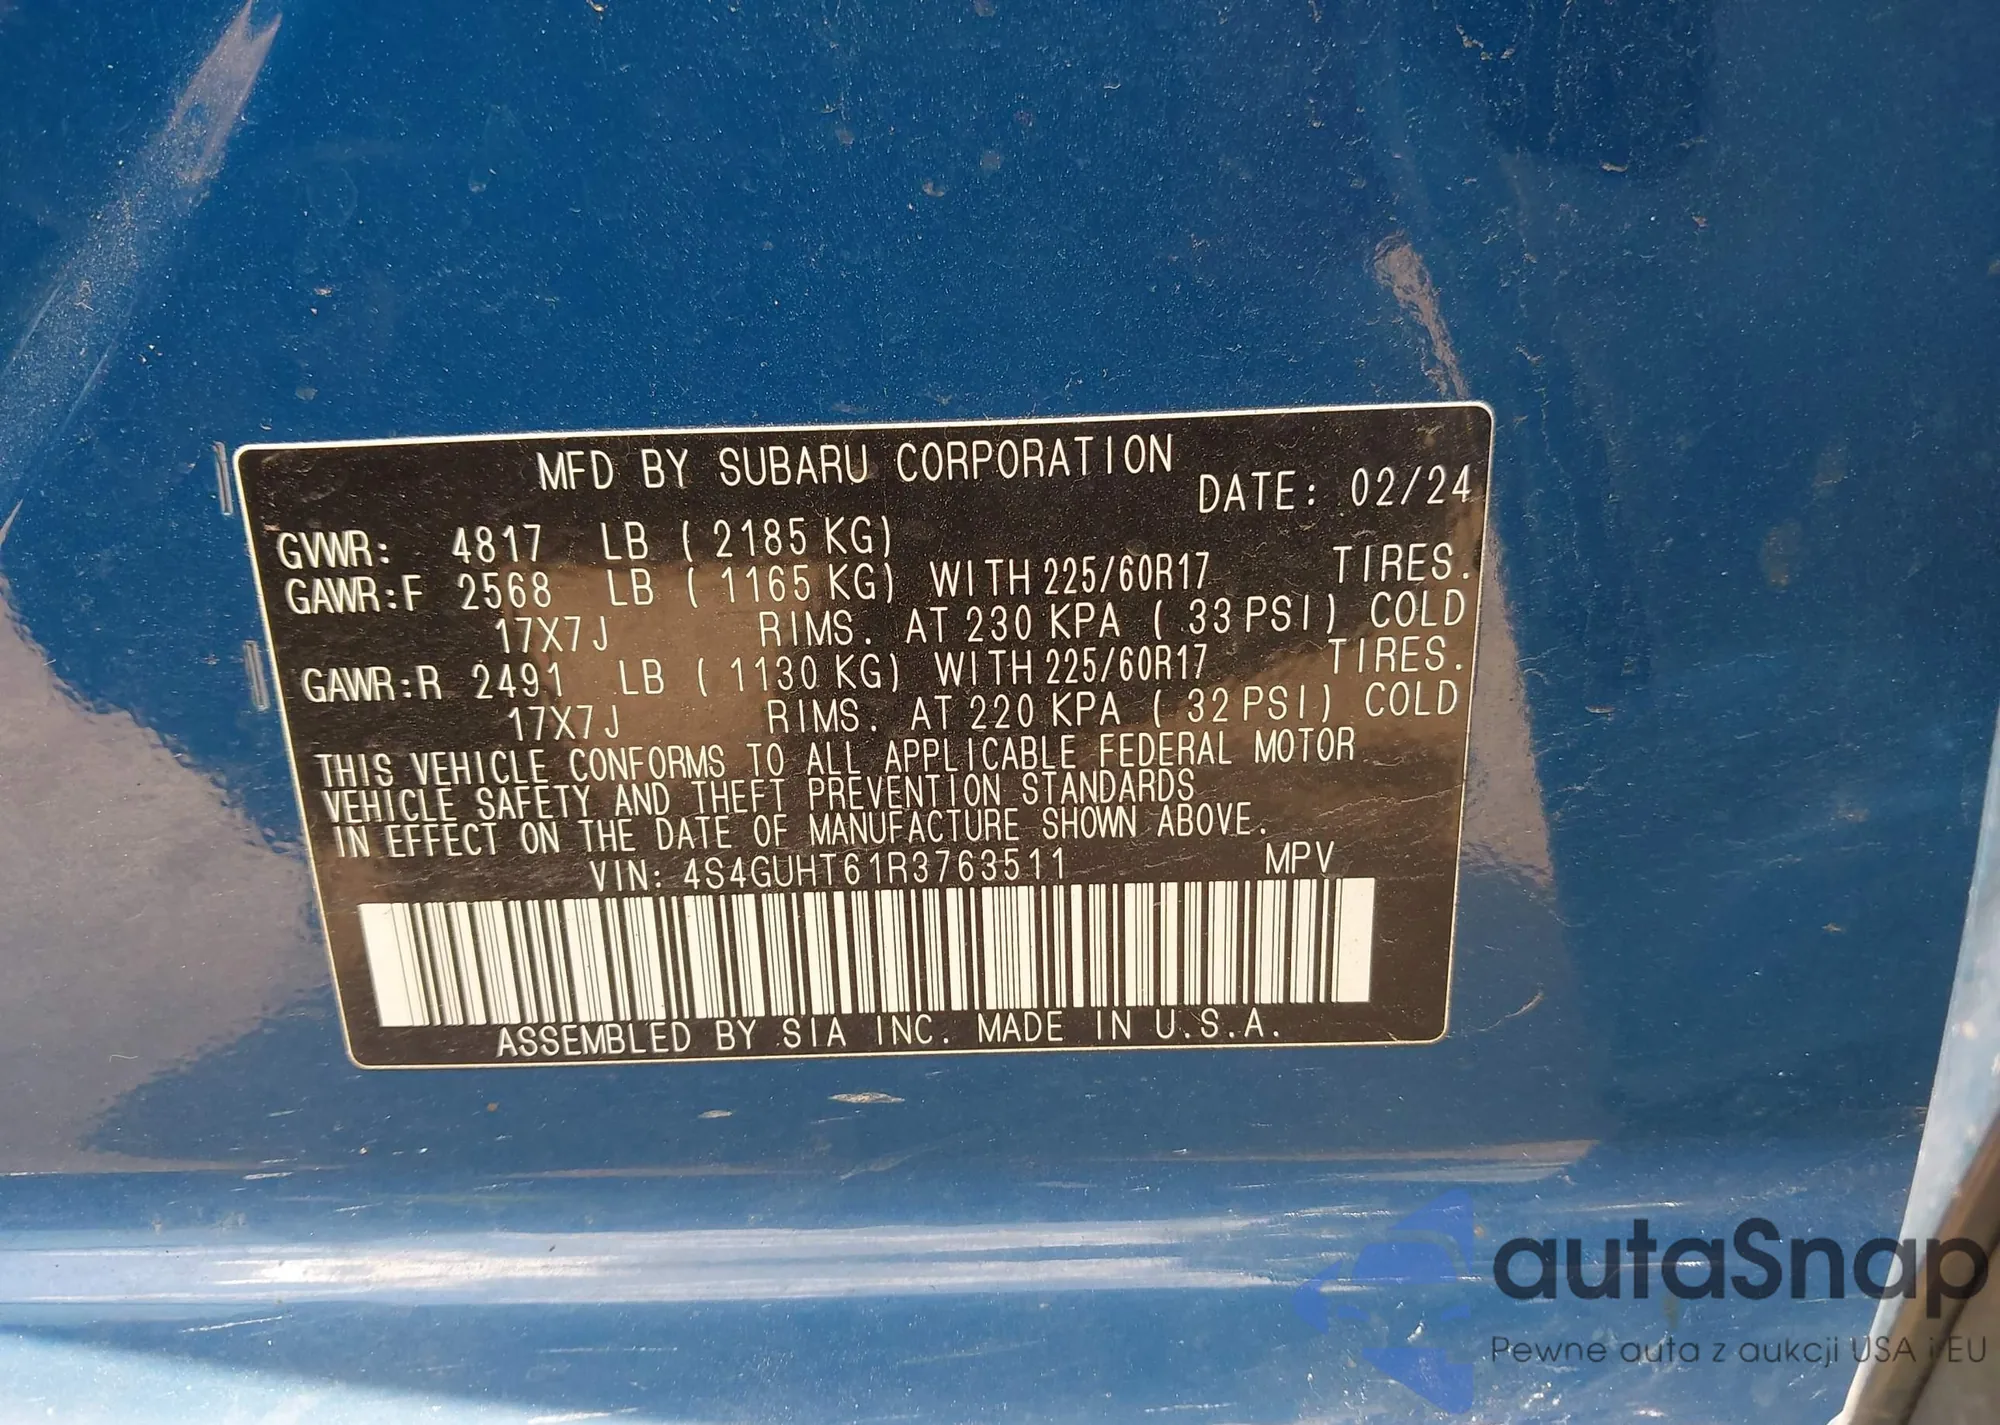 MFD BY SUBARU CORPORATION
DATE: 02/24
GVWR: 4817 LB ( 2185 KG)
GAWR:F 2568 LB ( 1165 KG) WITH 225/60R17 TIRES.
17X7J RIMS. AT 230 KPA ( 33 PSI) COLD
GAWR:R 2491 LB ( 1130 KG) WITH 225/60R17 TIRES.
17X7J RIMS. AT 220 KPA ( 32 PSI) COLD
THIS VEHICLE CONFORMS TO ALL APPLICABLE FEDERAL MOTOR
VEHICLE SAFETY AND THEFT PREVENTION STANDARDS
IN EFFECT ON THE DATE OF MANUFACTURE SHOWN ABOVE.
VIN: 4S4GUHT61R3763511 MPV
ASSEMBLED BY SIA INC. MADE IN U.S.A.
autaSnap
Pewne auta z aukcji USA i EU